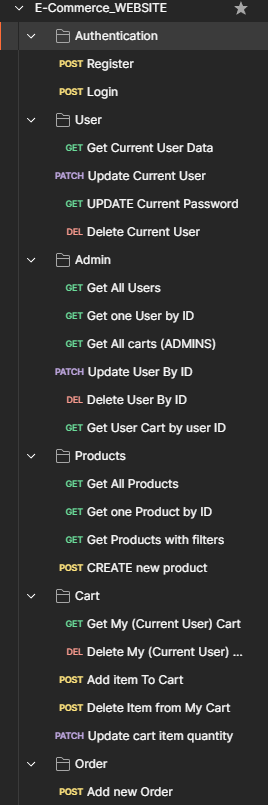 E-Commerce_WEBSITE
Authentication
POST Register
POST Login
User
GET Get Current User Data
PATCH Update Current User
GET UPDATE Current Password
DEL Delete Current User
Admin
GET Get All Users
GET Get one User by ID
GET Get All carts (ADMINS)
PATCH Update User By ID
DEL Delete User By ID
GET Get User Cart by user ID
Products
GET Get All Products
GET Get one Product by ID
GET Get Products with filters
POST CREATE new product
Cart
GET Get My (Current User) Cart
DEL Delete My (Current User) ...
POST Add item To Cart
POST Delete Item from My Cart
PATCH Update cart item quantity
Order
POST Add new Order